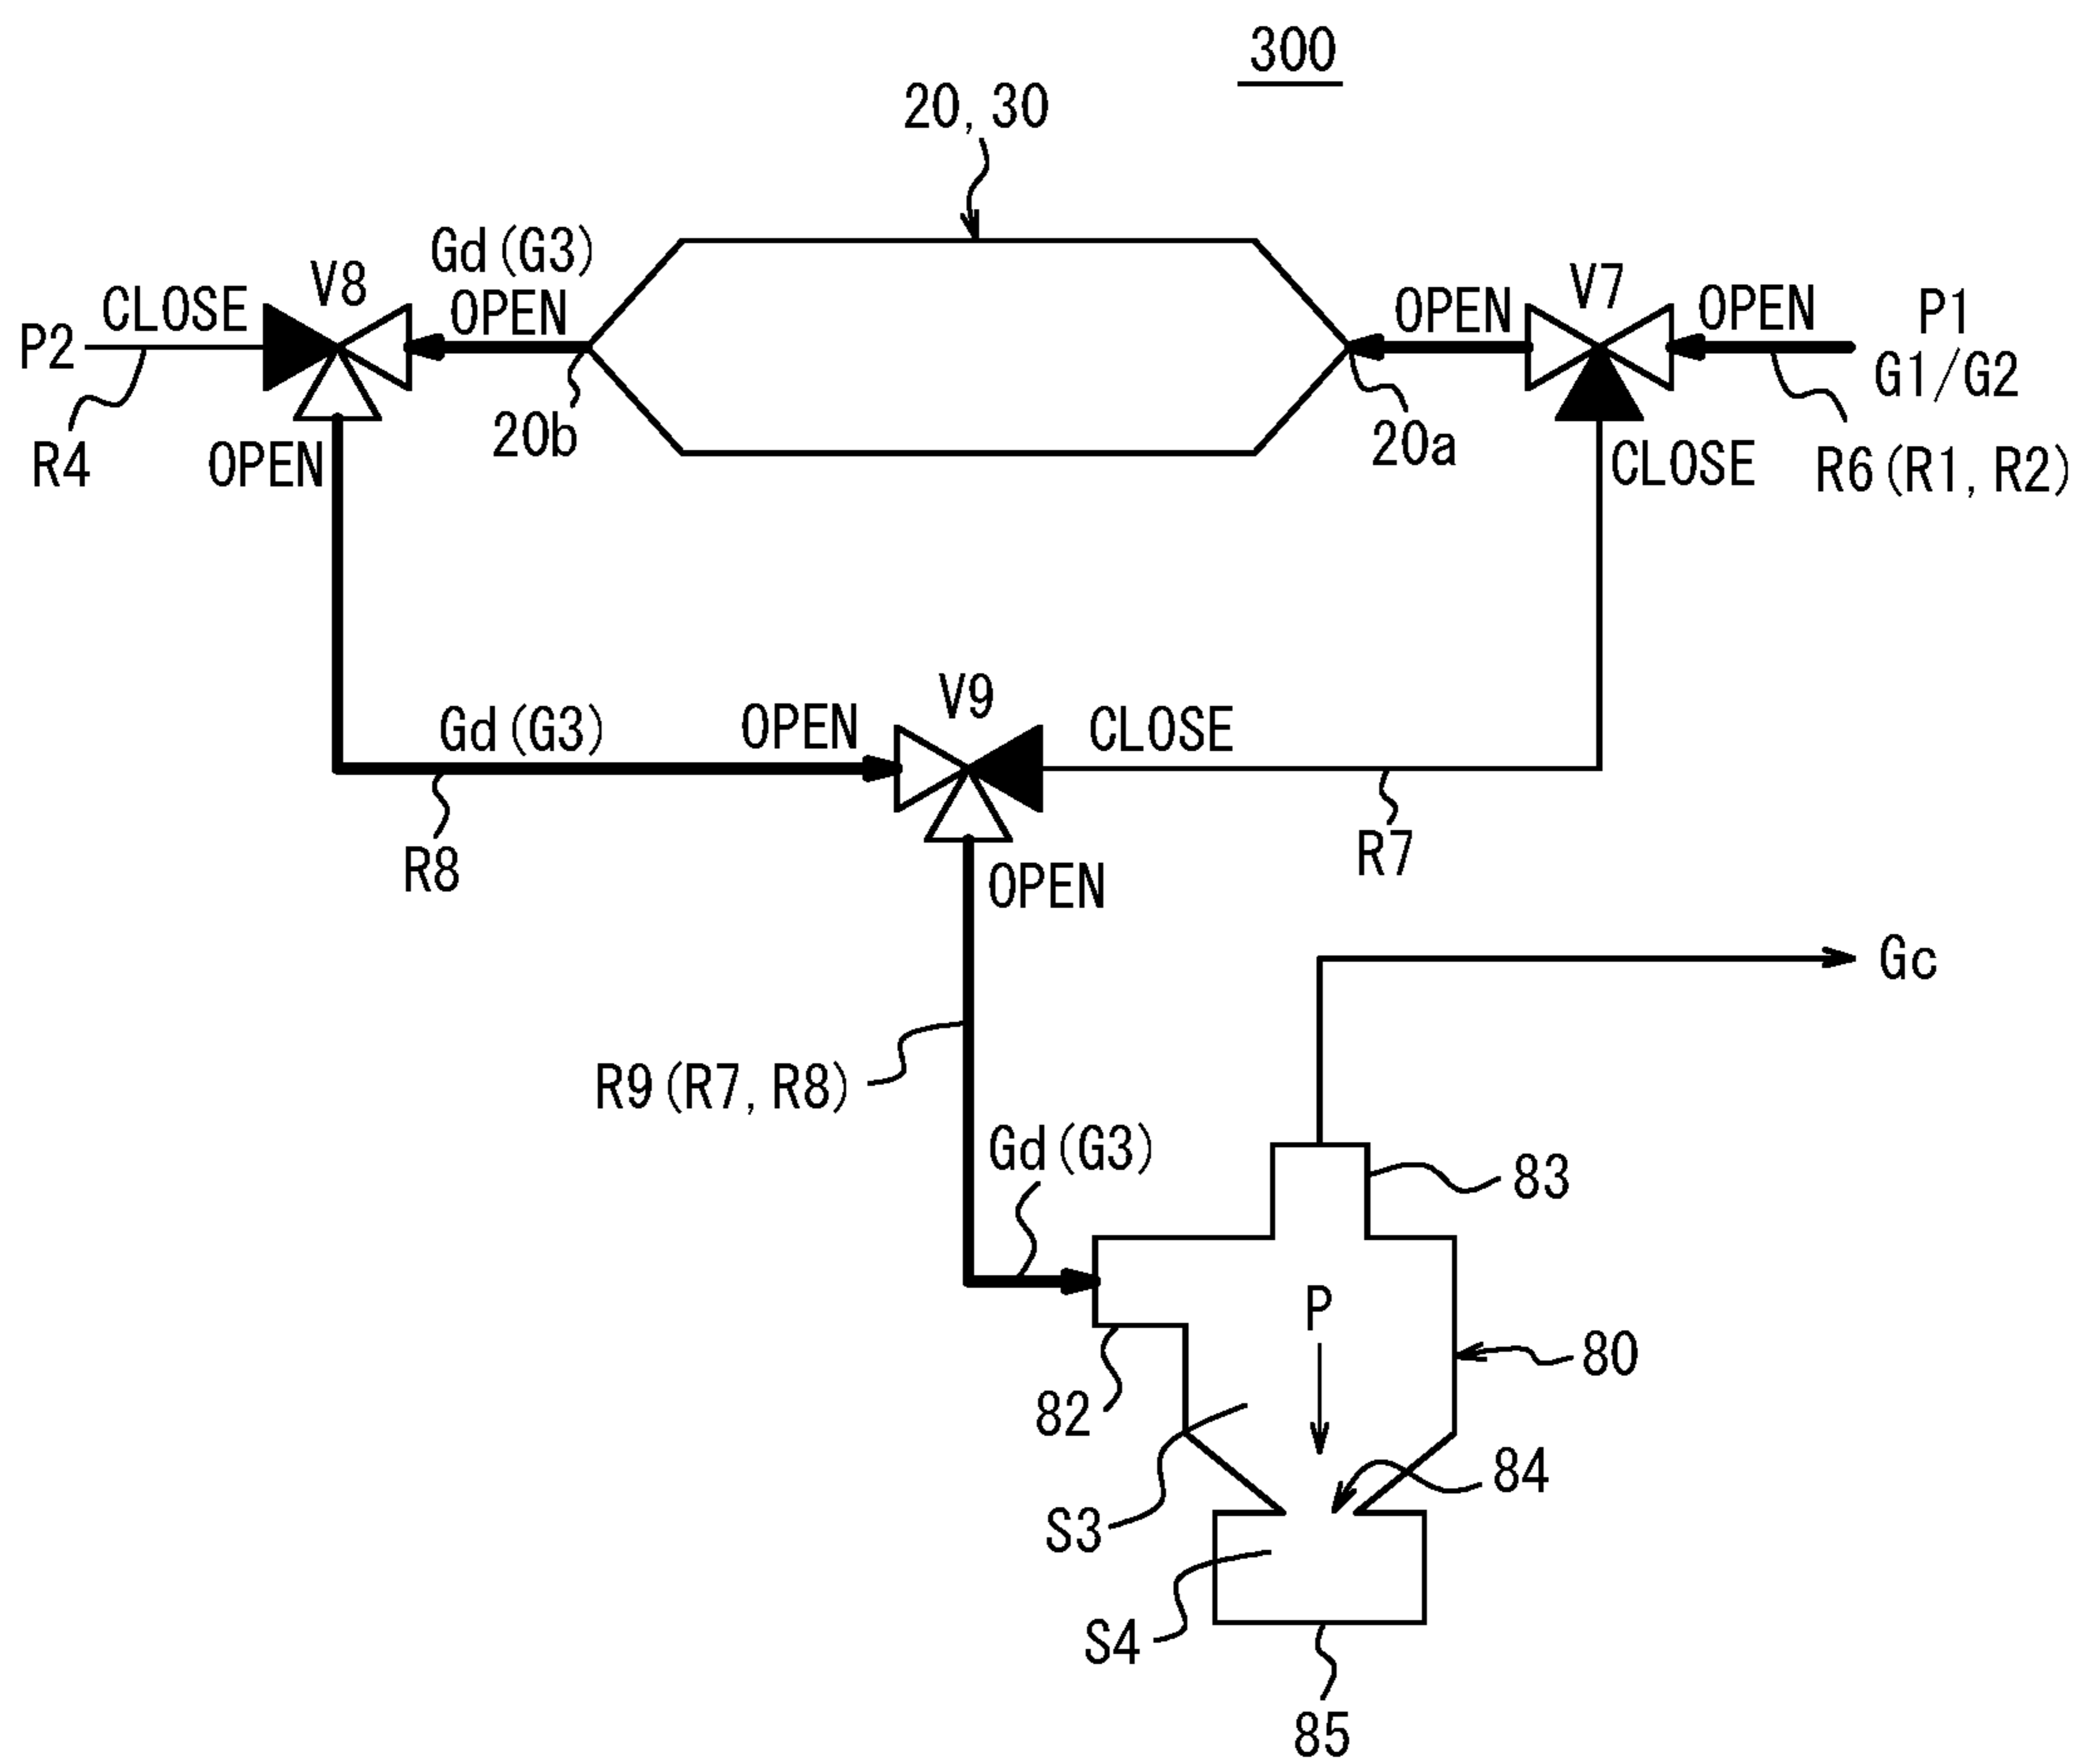 300
20, 30
Gd (G3)
V8
V7
CLOSE
OPEN
OPEN
OPEN
P1
P2
G1/G2
20b
20a
R4
OPEN
CLOSE
R6 (R1, R2)
V9
Gd (G3)
OPEN
CLOSE
R8
R7
OPEN
Gc
R9 (R7, R8)
Gd (G3)
83
P
80
82
84
S3
S4
85